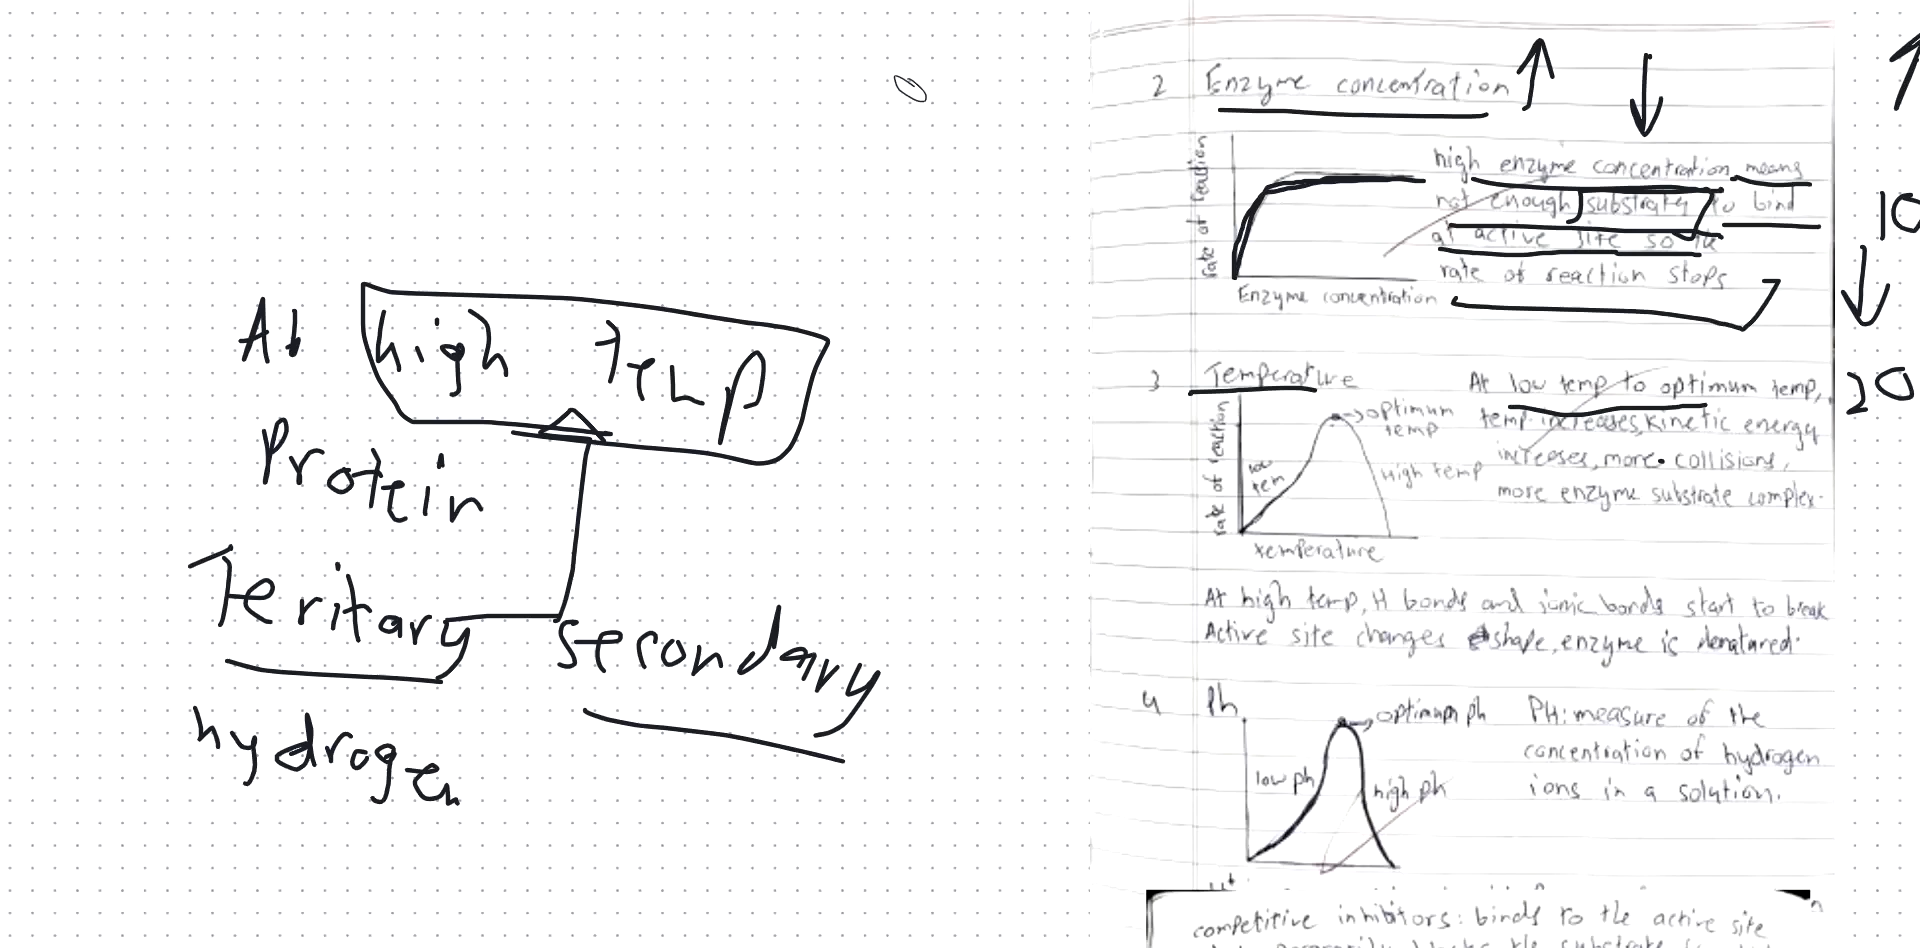 At high temp
Protein
Teritary
secondary
hydrogen
2 Enzyme concentration
rate of reaction
high enzyme concentration means
not enough substrate to bind
at active site so the
rate of reaction stops
Enzyme concentration
10
20
3 Temperature
At low temp to optimum temp,
optimum
temp
temp increases, kinetic energy
increases, more collisions,
more enzyme substrate complex.
low
tem
high temp
rate of reaction
temperature
At high temp, H bonds and ionic bonds start to break
Active site changes shape, enzyme is denatured.
4 Ph
optimum ph
low ph
high ph
PH: measure of the
concentration of hydrogen
ions in a solution.
competitive inhibitors: binds to the active site